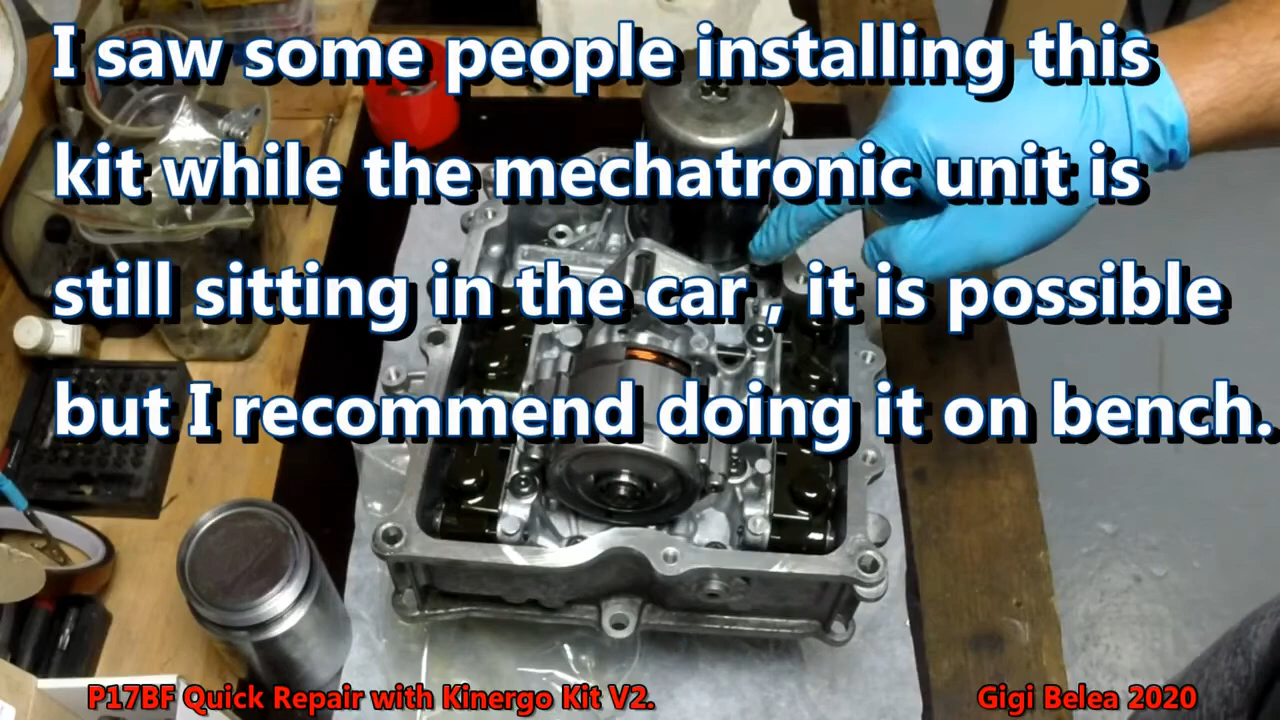 I saw some people installing this
kit while the mechatronic unit is
still sitting in the car , it is possible
but I recommend doing it on bench.
P17BF Quick Repair with Kinergo Kit V2.
Gigi Belea 2020